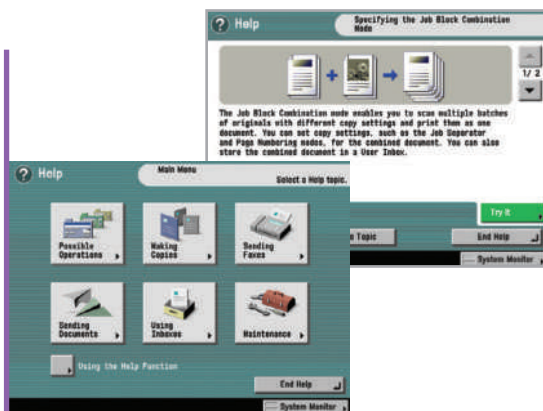 ? Help
Specifying the Job Block Combination
Mode
1/ 2
The Job Block Combination mode enables you to scan multiple batches
of originals with different copy settings and print them as one
document. You can set copy settings, such as the Job Separator
and Page Numbering modes, for the combined document. You can also
store the combined document in a User Inbox.
Try It
Topic
End Help
System Monitor
? Help
Main Menu
Select a Help topic.
Possible
Operations
Making
Copies
Sending
Faxes
Sending
Documents
Using
Inboxes
Maintenance
Using the Help Function
End Help
System Monitor